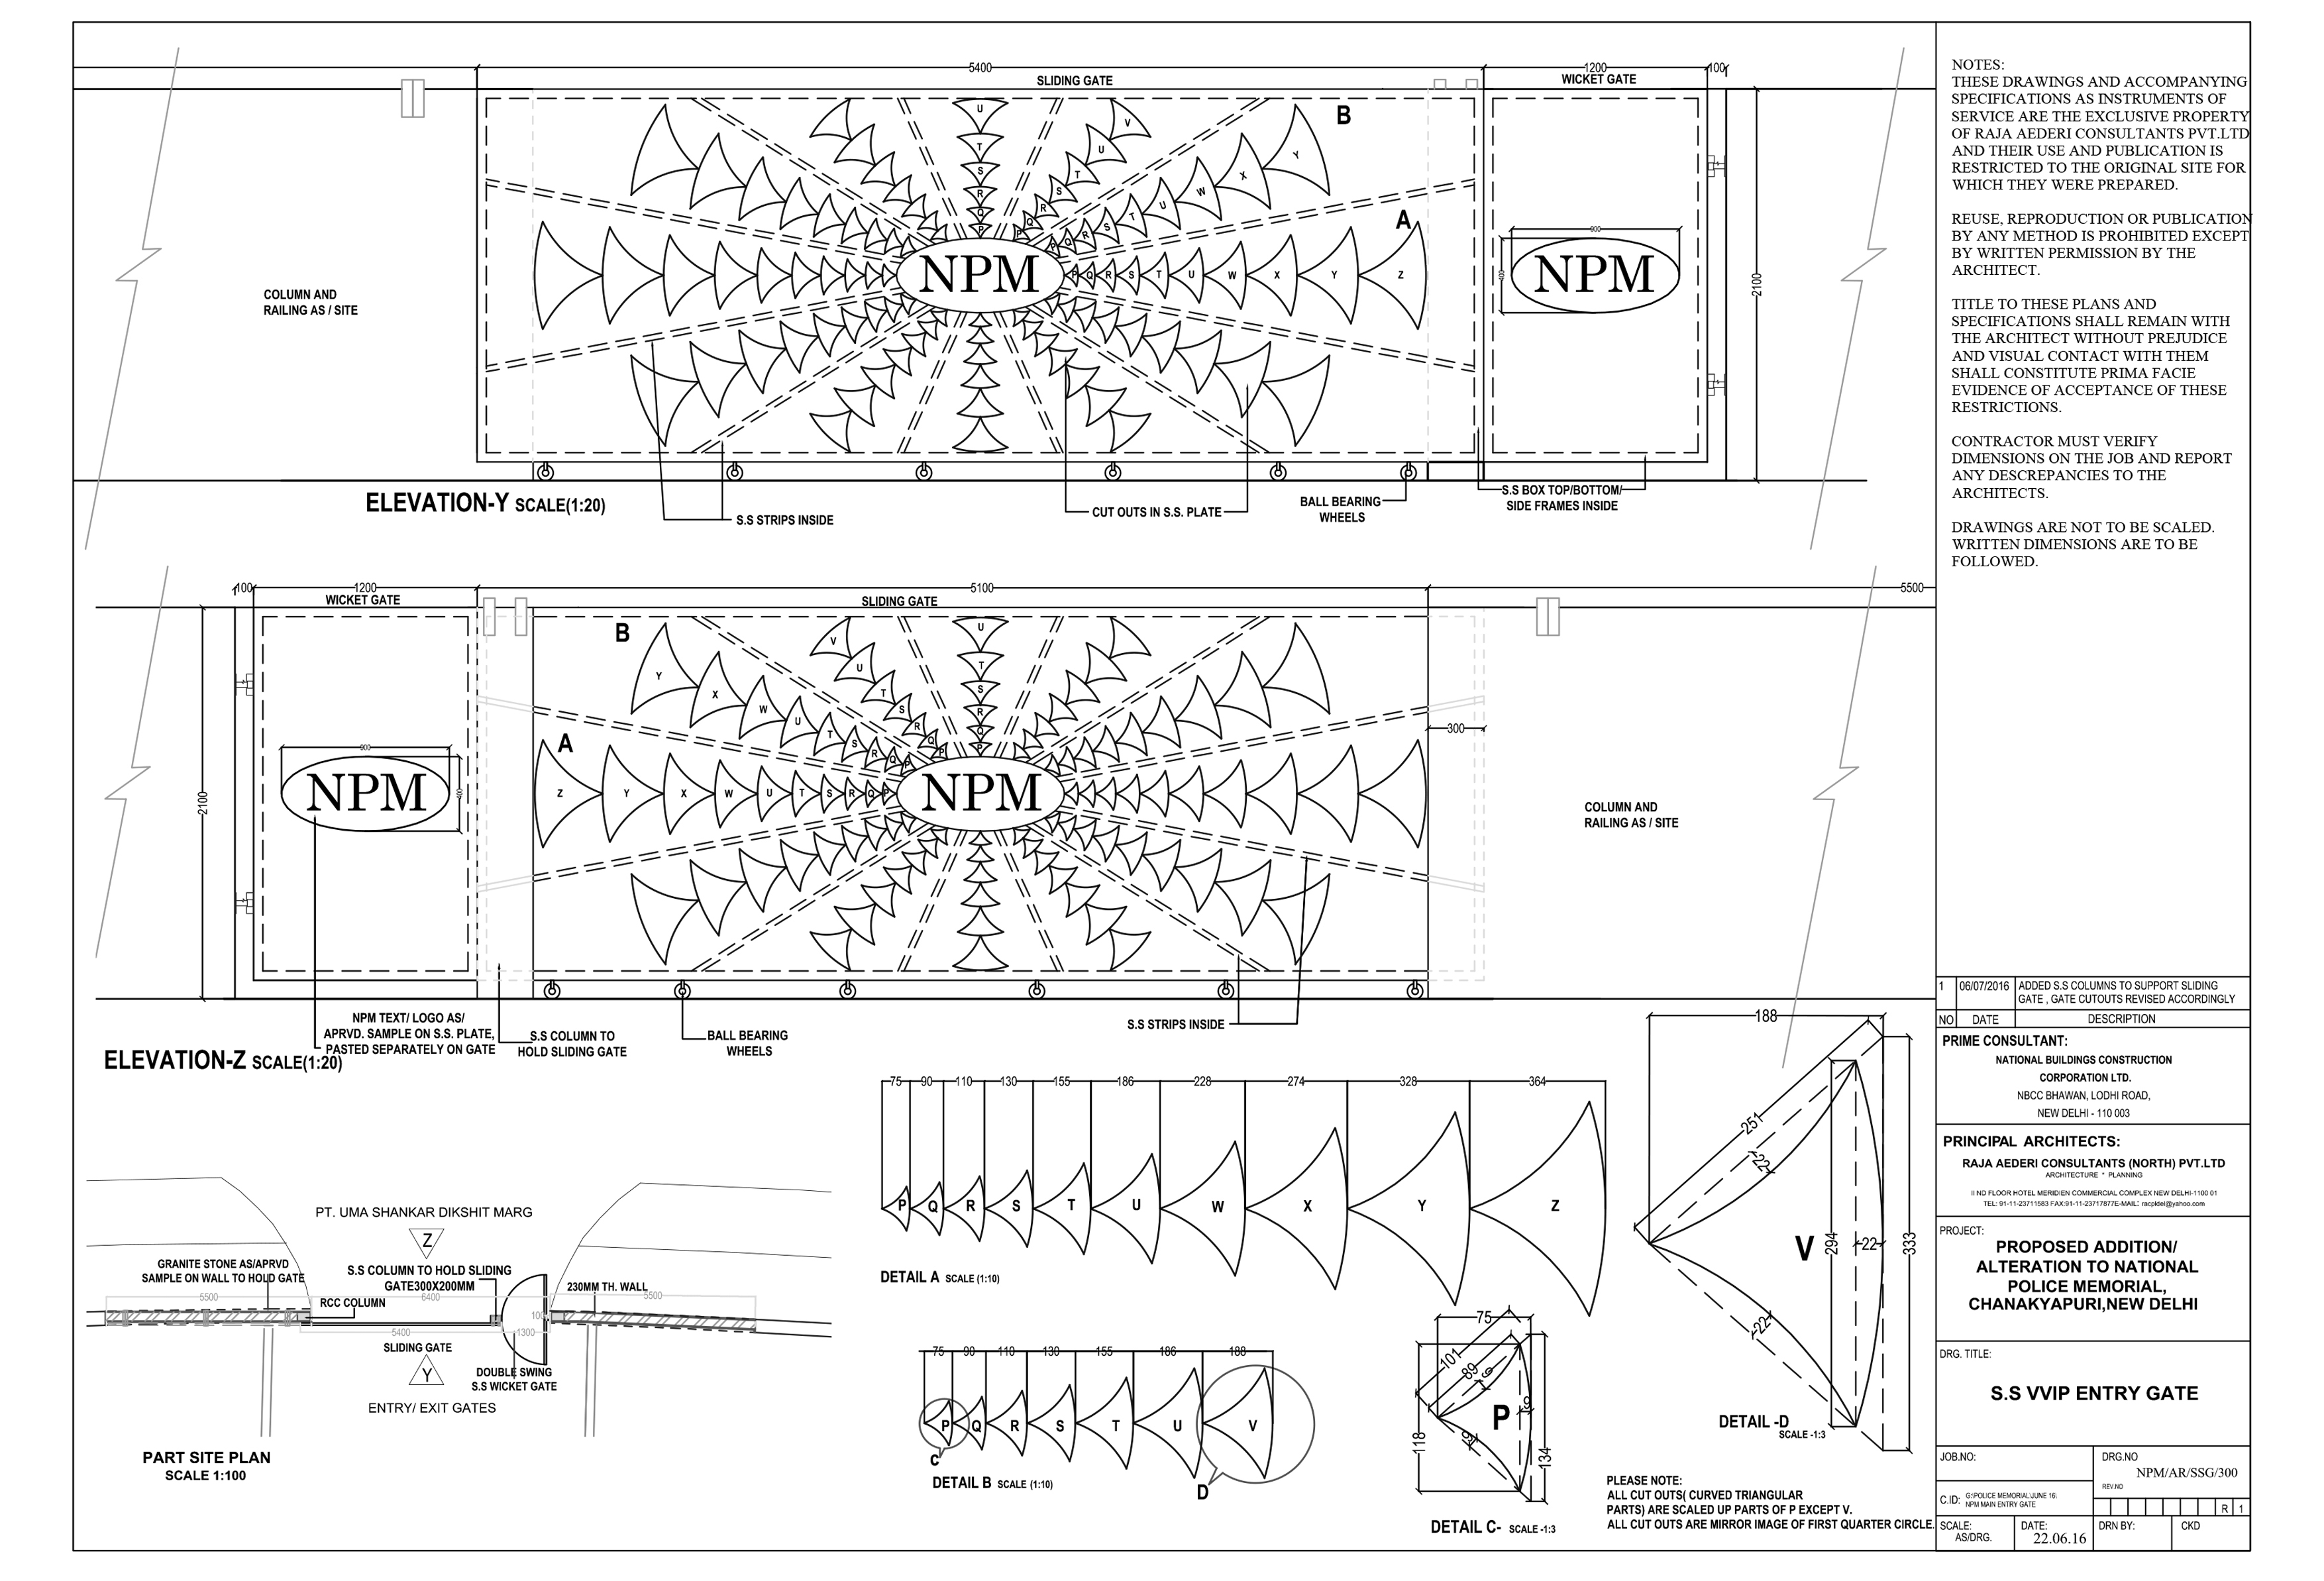 5400
SLIDING GATE
1200
WICKET GATE
100
B
A
U
T
S
R
Q
P
V
U
T
S
R
Q
P
Y
X
W
U
T
S
R
Q
P
P
Q
R
S
T
U
W
X
Y
Z
NPM
900
400
NPM
2100
COLUMN AND
RAILING AS / SITE
ELEVATION-Y SCALE(1:20)
S.S STRIPS INSIDE
CUT OUTS IN S.S. PLATE
BALL BEARING
WHEELS
S.S BOX TOP/BOTTOM/
SIDE FRAMES INSIDE
100
1200
WICKET GATE
5100
SLIDING GATE
5500
B
A
U
T
S
R
Q
P
V
U
T
S
R
Q
P
Y
X
W
U
T
S
R
Q
P
Z
Y
X
W
U
T
S
R
Q
P
300
2100
900
400
NPM
NPM
COLUMN AND
RAILING AS / SITE
NPM TEXT/ LOGO AS/
APRVD. SAMPLE ON S.S. PLATE,
PASTED SEPARATELY ON GATE
S.S COLUMN TO
HOLD SLIDING GATE
BALL BEARING
WHEELS
S.S STRIPS INSIDE
ELEVATION-Z SCALE(1:20)
PT. UMA SHANKAR DIKSHIT MARG
Z
GRANITE STONE AS/APRVD
SAMPLE ON WALL TO HOLD GATE
S.S COLUMN TO HOLD SLIDING
GATE300X200MM
230MM TH. WALL
RCC COLUMN
5500
6400
5500
100
5400
1300
SLIDING GATE
Y
DOUBLE SWING
S.S WICKET GATE
ENTRY/ EXIT GATES
PART SITE PLAN
SCALE 1:100
75 90 110 130 155 186 228 274 328 364
P Q R S T U W X Y Z
DETAIL A SCALE (1:10)
75 90 110 130 155 186 188
P Q R S T U V
C
D
DETAIL B SCALE (1:10)
75
101
89
9
P
9
9
118
134
DETAIL C- SCALE -1:3
188
251
22
V
294
22
333
22
DETAIL -D
SCALE -1:3
PLEASE NOTE:
ALL CUT OUTS( CURVED TRIANGULAR
PARTS) ARE SCALED UP PARTS OF P EXCEPT V.
ALL CUT OUTS ARE MIRROR IMAGE OF FIRST QUARTER CIRCLE.
NOTES:
THESE DRAWINGS AND ACCOMPANYING
SPECIFICATIONS AS INSTRUMENTS OF
SERVICE ARE THE EXCLUSIVE PROPERTY
OF RAJA AEDERI CONSULTANTS PVT.LTD
AND THEIR USE AND PUBLICATION IS
RESTRICTED TO THE ORIGINAL SITE FOR
WHICH THEY WERE PREPARED.
REUSE, REPRODUCTION OR PUBLICATION
BY ANY METHOD IS PROHIBITED EXCEPT
BY WRITTEN PERMISSION BY THE
ARCHITECT.
TITLE TO THESE PLANS AND
SPECIFICATIONS SHALL REMAIN WITH
THE ARCHITECT WITHOUT PREJUDICE
AND VISUAL CONTACT WITH THEM
SHALL CONSTITUTE PRIMA FACIE
EVIDENCE OF ACCEPTANCE OF THESE
RESTRICTIONS.
CONTRACTOR MUST VERIFY
DIMENSIONS ON THE JOB AND REPORT
ANY DESCREPANCIES TO THE
ARCHITECTS.
DRAWINGS ARE NOT TO BE SCALED.
WRITTEN DIMENSIONS ARE TO BE
FOLLOWED.
1 06/07/2016 ADDED S.S COLUMNS TO SUPPORT SLIDING
GATE , GATE CUTOUTS REVISED ACCORDINGLY
NO DATE DESCRIPTION
PRIME CONSULTANT:
NATIONAL BUILDINGS CONSTRUCTION
CORPORATION LTD.
NBCC BHAWAN, LODHI ROAD,
NEW DELHI - 110 003
PRINCIPAL ARCHITECTS:
RAJA AEDERI CONSULTANTS (NORTH) PVT.LTD
ARCHITECTURE * PLANNING
II ND FLOOR HOTEL MERIDIEN COMMERCIAL COMPLEX NEW DELHI-1100 01
TEL: 91-11-23711583 FAX:91-11-23717877E-MAIL: racpldel@yahoo.com
PROJECT:
PROPOSED ADDITION/
ALTERATION TO NATIONAL
POLICE MEMORIAL,
CHANAKYAPURI,NEW DELHI
DRG. TITLE:
S.S VVIP ENTRY GATE
JOB.NO:
DRG.NO
NPM/AR/SSG/300
REV.NO
C.ID: G:\POLICE MEMORIAL\JUNE 16\
NPM MAIN ENTRY GATE
R 1
SCALE:
AS/DRG.
DATE:
22.06.16
DRN BY:
CKD